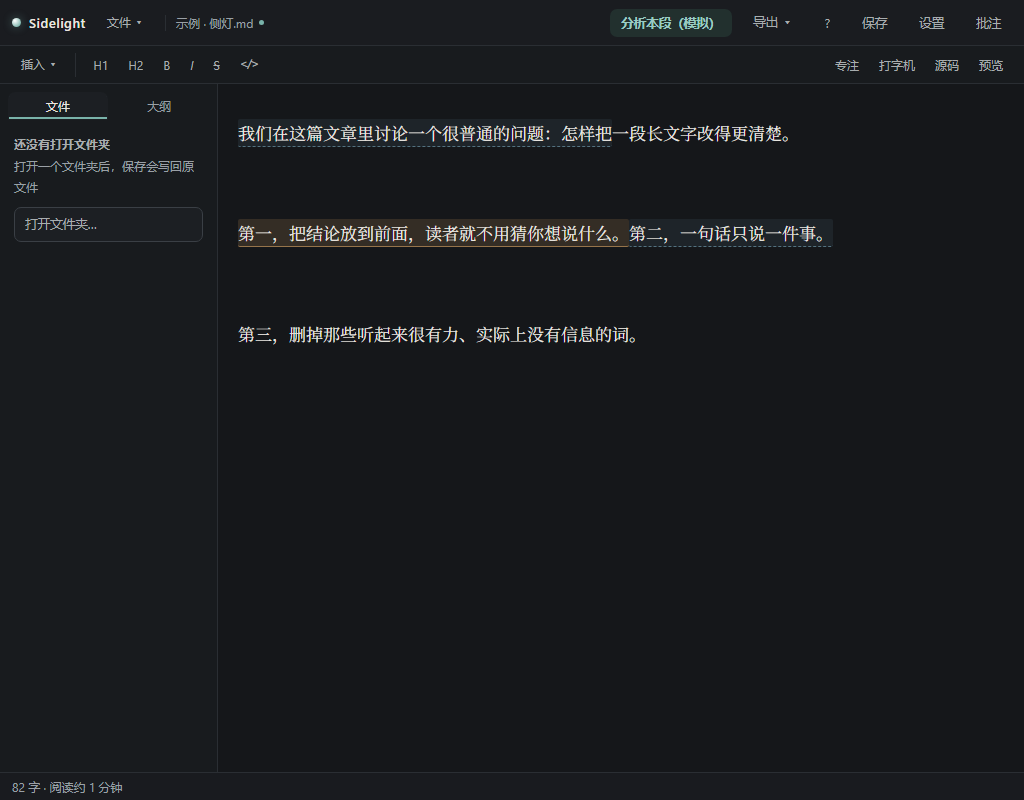 Sidelight 文件 示例 · 侧灯.md 分析本段（模拟） 导出 ? 保存 设置 批注
插入 H1 H2 B I S </> 专注 打字机 源码 预览
文件 大纲
还没有打开文件夹
打开一个文件夹后，保存会写回原
文件
打开文件夹...
我们在这篇文章里讨论一个很普通的问题：怎样把一段长文字改得更清楚。
第一，把结论放到前面，读者就不用猜你想说什么。第二，一句话只说一件事。
第三，删掉那些听起来很有力、实际上没有信息的词。
82 字 · 阅读约 1 分钟